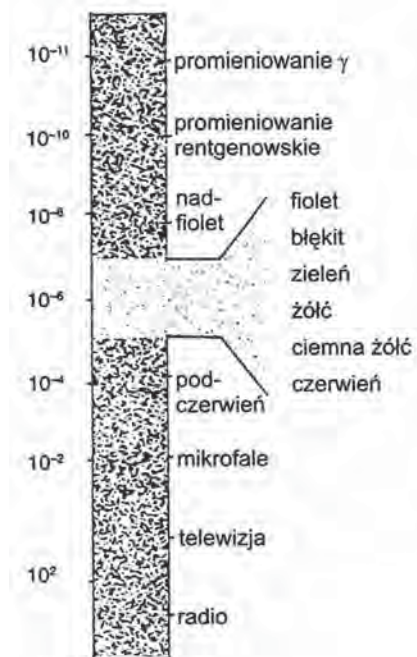 10⁻¹¹
promieniowanie γ
10⁻¹⁰
promieniowanie
rentgenowskie
10⁻⁸
nad-
fiolet
fiolet
błękit
zieleń
10⁻⁶
żółć
ciemna żółć
czerwień
10⁻⁴
pod-
czerwień
10⁻²
mikrofale
telewizja
10²
radio